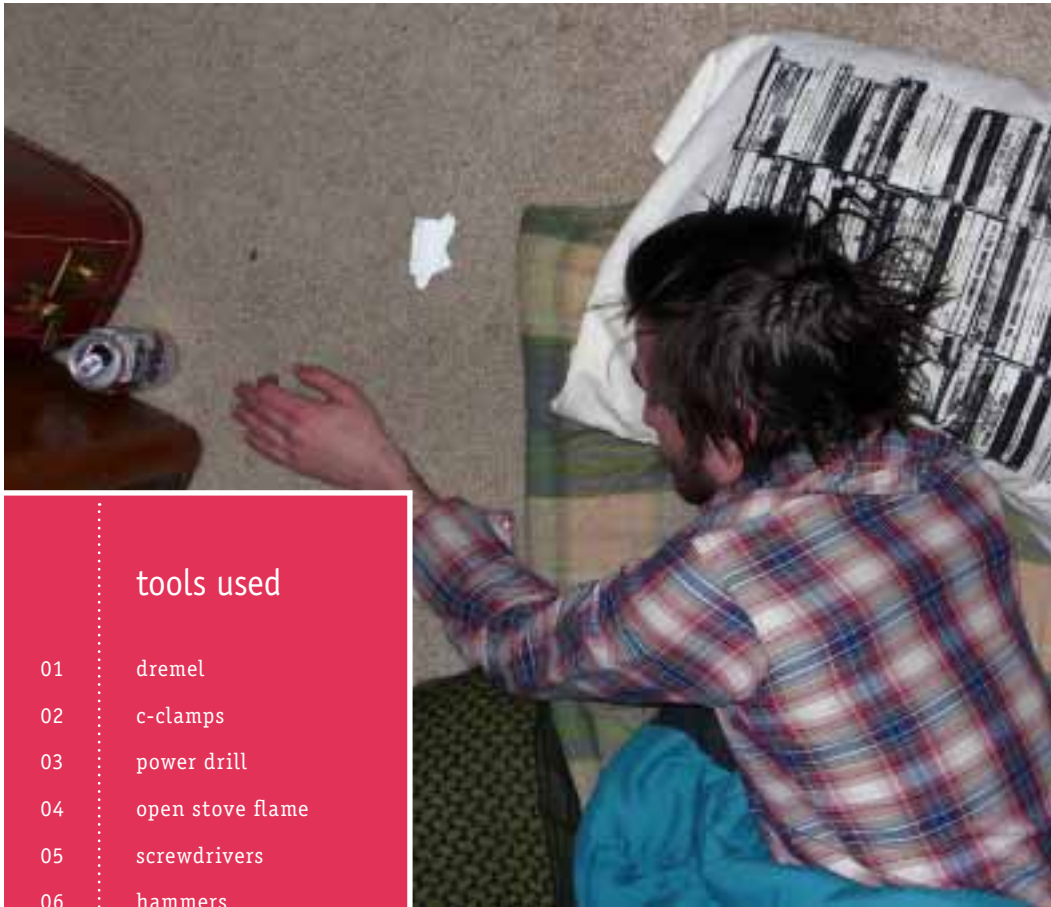 tools used
01 dremel
02 c-clamps
03 power drill
04 open stove flame
05 screwdrivers
06 hammers